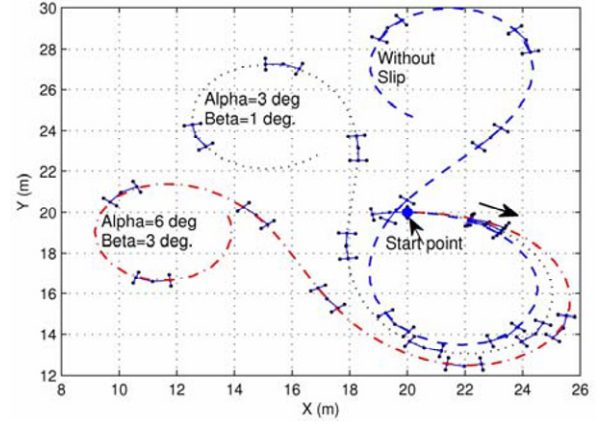 30
28
26
24
22
20
18
16
14
12
Y (m)
Without
Slip
Alpha=3 deg
Beta=1 deg.
Alpha=6 deg
Beta=3 deg.
Start point
8 10 12 14 16 18 20 22 24 26
X (m)